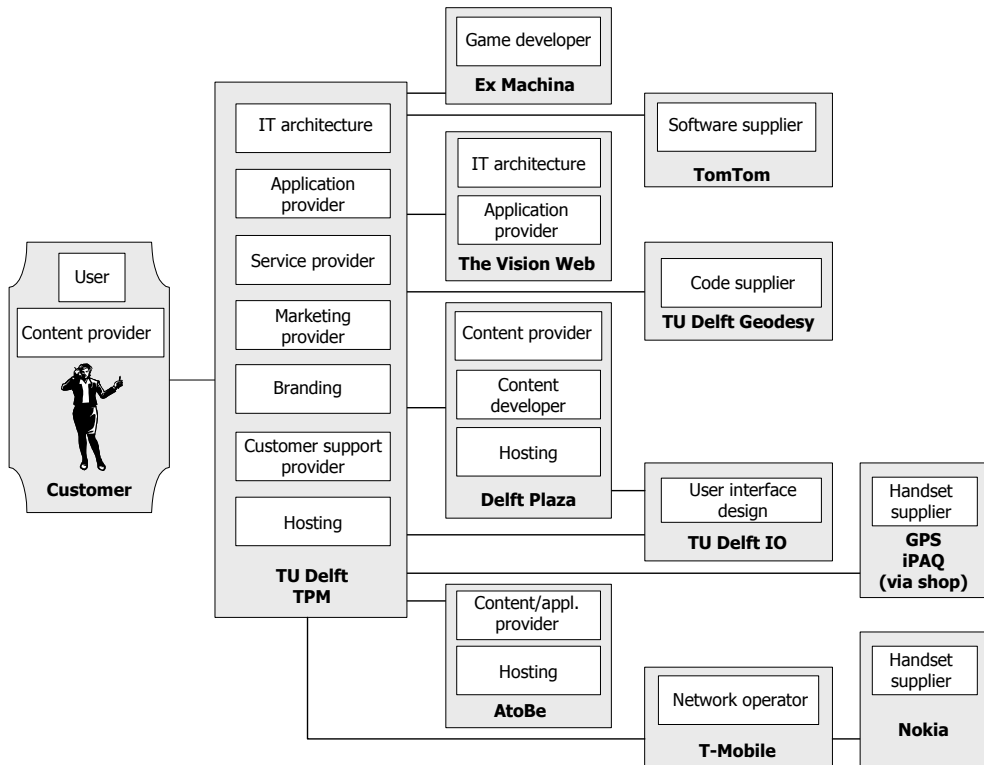 User
Content provider
Customer
IT architecture
Application
provider
Service provider
Marketing
provider
Branding
Customer support
provider
Hosting
TU Delft
TPM
Game developer
Ex Machina
IT architecture
Application
provider
The Vision Web
Content provider
Content
developer
Hosting
Delft Plaza
Content/appl.
provider
Hosting
AtoBe
Software supplier
TomTom
Code supplier
TU Delft Geodesy
User interface
design
TU Delft IO
Network operator
T-Mobile
Handset
supplier
GPS
iPAQ
(via shop)
Handset
supplier
Nokia